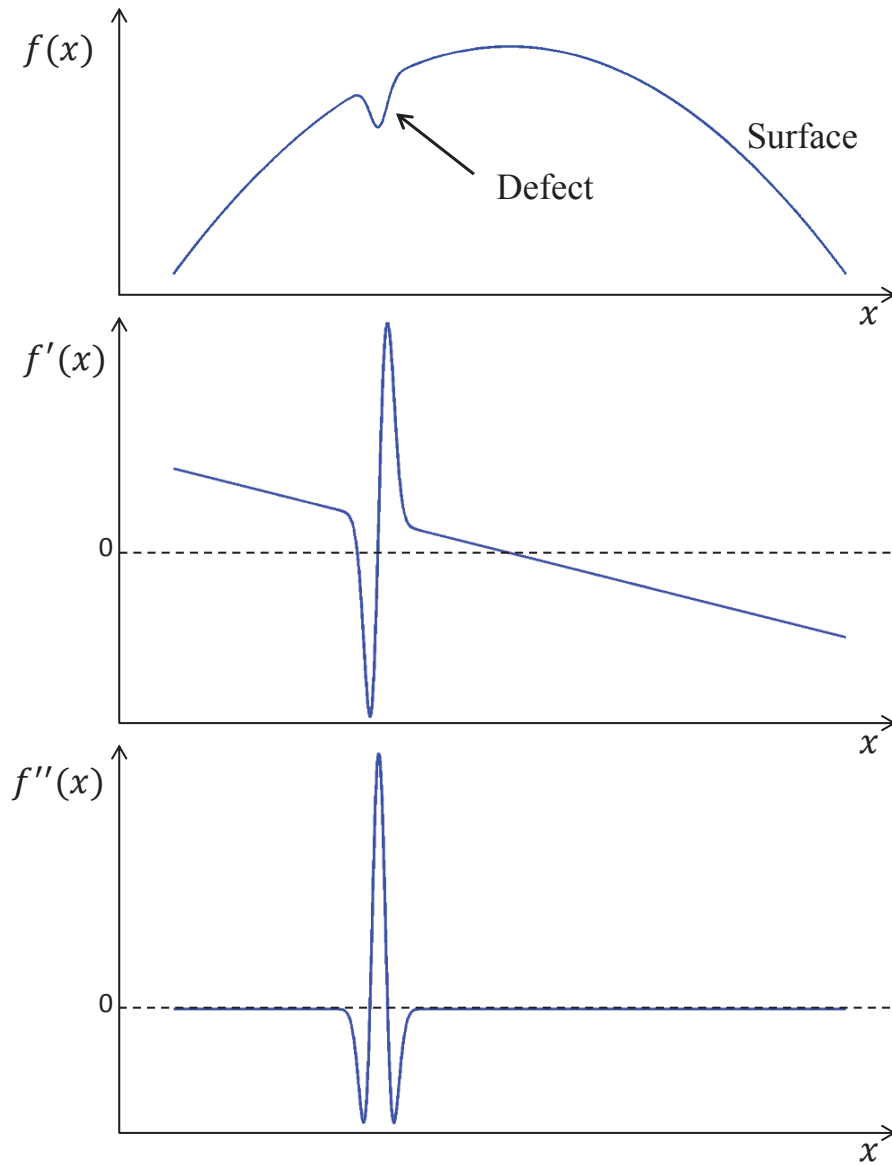 f(x)
Surface
Defect
x
f′(x)
0
x
f′′(x)
0
x